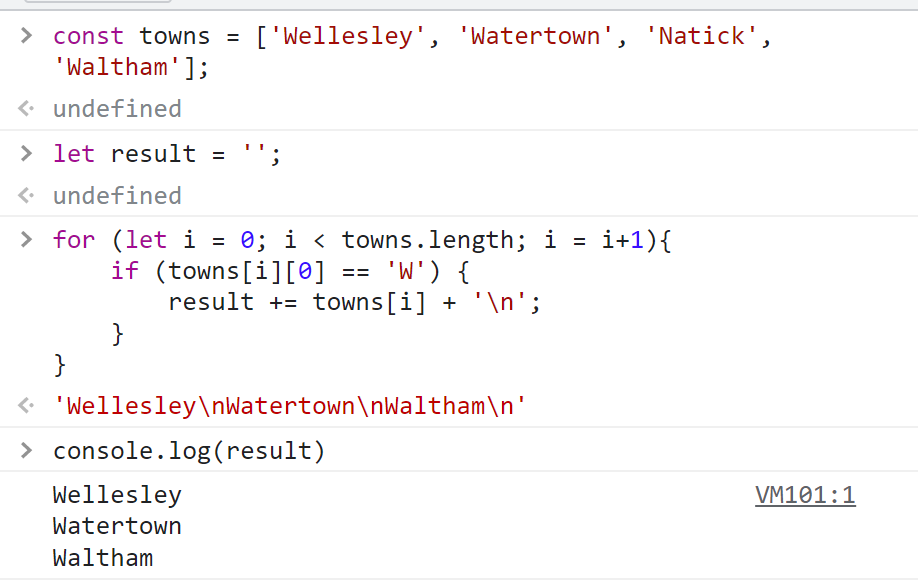 > const towns = ['Wellesley', 'Watertown', 'Natick',
'Waltham'];
<· undefined
> let result = '';
<· undefined
> for (let i = 0; i < towns.length; i = i+1){
    if (towns[i][0] == 'W') {
        result += towns[i] + '\n';
    }
}
<· 'Wellesley\nWatertown\nWaltham\n'
> console.log(result)
Wellesley VM101:1
Watertown
Waltham